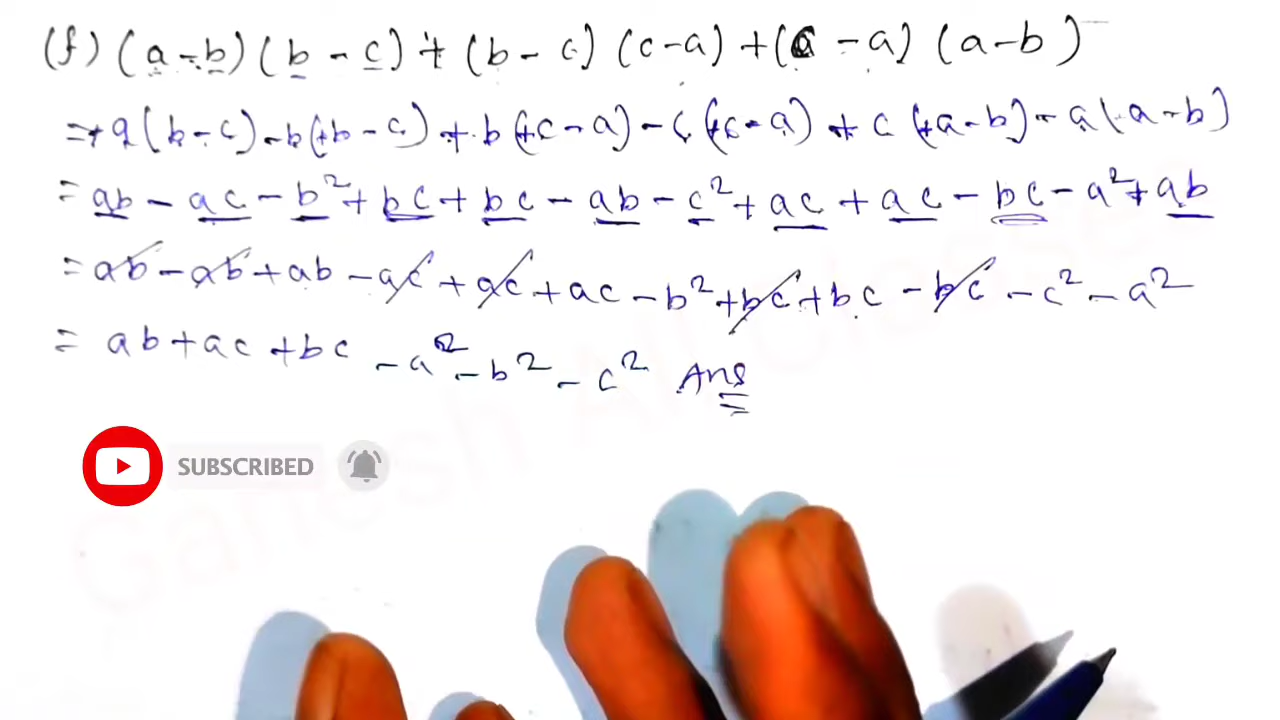 (f) (a-b) (b - c) + (b - c) (c-a) + (c - a) (a-b)
= +a(b-c) - b(+b-c) + b(+c-a) - c(+c-a) + c(+a-b) - a(a-b)
= ab - ac - b² + bc + bc - ab - c² + ac + ac - bc - a² + ab
= ab - ab + ab - ac + ac + ac - b² + bc + bc - bc - c² - a²
= ab + ac + bc - a² - b² - c² Ans
SUBSCRIBED